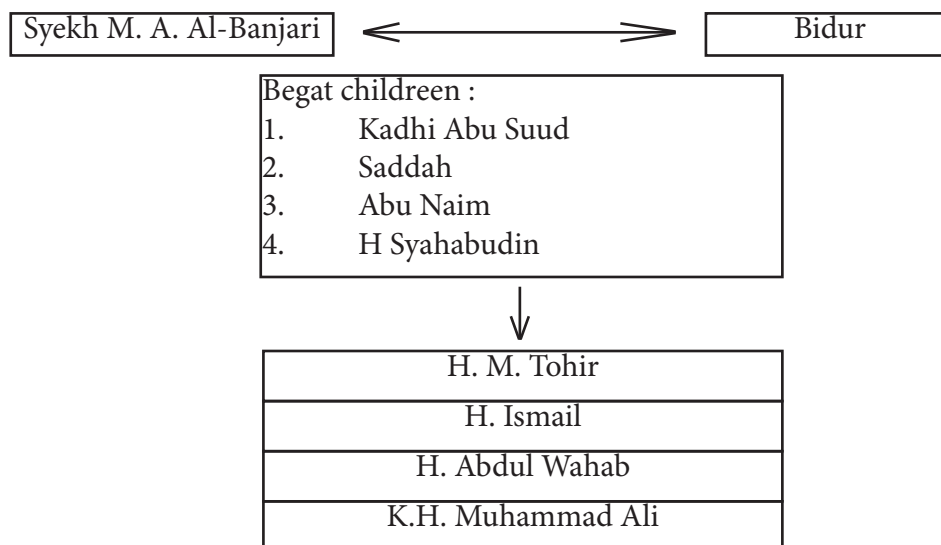 Syekh M. A. Al-Banjari
Bidur
Begat childreen :
1. Kadhi Abu Suud
2. Saddah
3. Abu Naim
4. H Syahabudin
H. M. Tohir
H. Ismail
H. Abdul Wahab
K.H. Muhammad Ali